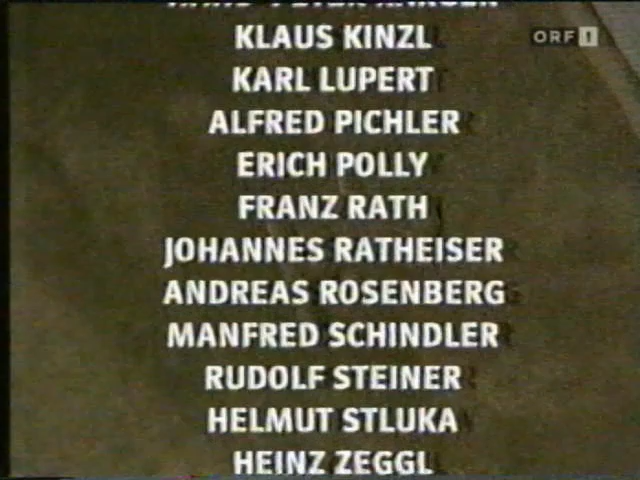 KLAUS KINZL
ORF 1
KARL LUPERT
ALFRED PICHLER
ERICH POLLY
FRANZ RATH
JOHANNES RATHEISER
ANDREAS ROSENBERG
MANFRED SCHINDLER
RUDOLF STEINER
HELMUT STLUKA
HEINZ ZEGGL